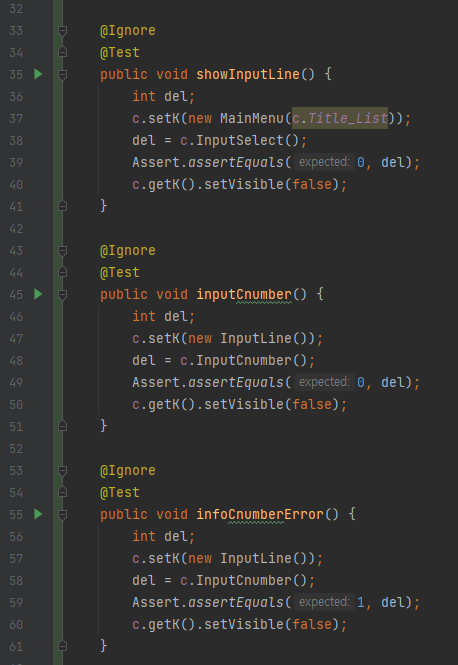 32
33 @Ignore
34 @Test
35 public void showInputLine() {
36 int del;
37 c.setK(new MainMenu(c.Title_List));
38 del = c.InputSelect();
39 Assert.assertEquals( expected: 0, del);
40 c.getK().setVisible(false);
41 }
42
43 @Ignore
44 @Test
45 public void inputCnumber() {
46 int del;
47 c.setK(new InputLine());
48 del = c.InputCnumber();
49 Assert.assertEquals( expected: 0, del);
50 c.getK().setVisible(false);
51 }
52
53 @Ignore
54 @Test
55 public void infoCnumberError() {
56 int del;
57 c.setK(new InputLine());
58 del = c.InputCnumber();
59 Assert.assertEquals( expected: 1, del);
60 c.getK().setVisible(false);
61 }